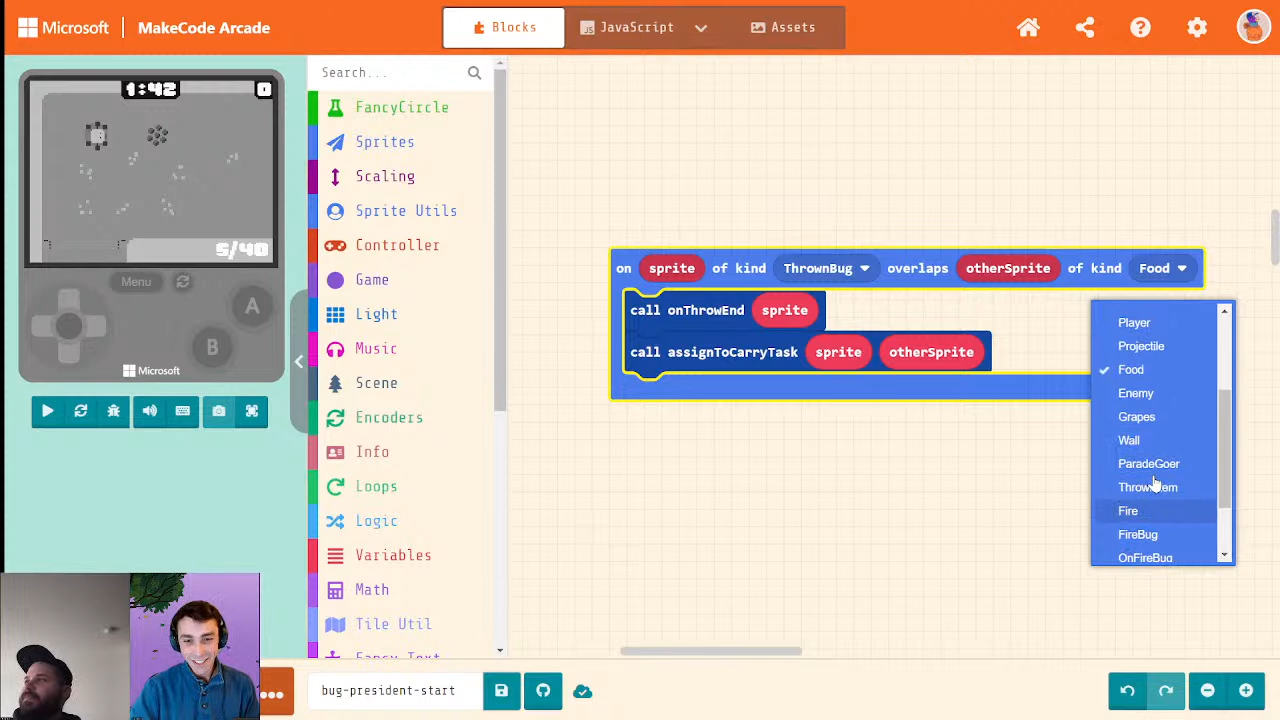 Microsoft | MakeCode Arcade
Blocks
JavaScript
Assets
1:42
0
5/40
Menu
A
B
Microsoft
Search...
FancyCircle
Sprites
Scaling
Sprite Utils
Controller
Game
Light
Music
Scene
Encoders
Info
Loops
Logic
Variables
Math
Tile Util
Fancy Text
on sprite of kind ThrownBug overlaps otherSprite of kind Food
call onThrowEnd sprite
call assignToCarryTask sprite otherSprite
Player
Projectile
Food
Enemy
Grapes
Wall
ParadeGoer
Fire
FireBug
OnFireBug
bug-president-start